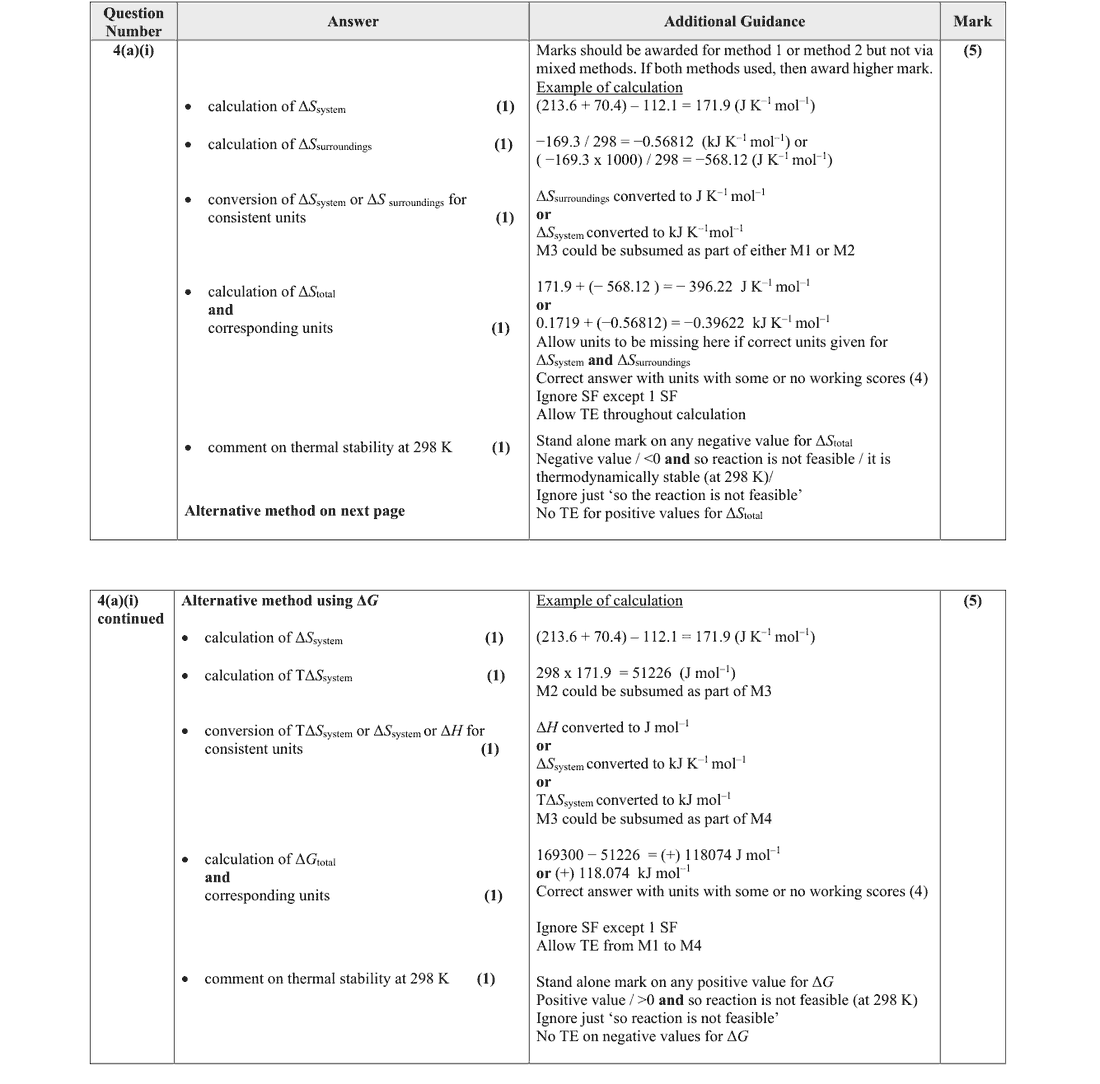 Question Number Answer Additional Guidance Mark
4(a)(i) Marks should be awarded for method 1 or method 2 but not via (5)
mixed methods. If both methods used, then award higher mark.
Example of calculation
• calculation of ΔSsystem (1) (213.6 + 70.4) – 112.1 = 171.9 (J K⁻¹ mol⁻¹)
• calculation of ΔSsurroundings (1) −169.3 / 298 = −0.56812 (kJ K⁻¹ mol⁻¹) or
( −169.3 x 1000) / 298 = −568.12 (J K⁻¹ mol⁻¹)
• conversion of ΔSsystem or ΔS surroundings for ΔSsurroundings converted to J K⁻¹ mol⁻¹
consistent units (1) or
ΔSsystem converted to kJ K⁻¹mol⁻¹
M3 could be subsumed as part of either M1 or M2
• calculation of ΔStotal 171.9 + (− 568.12 ) = − 396.22 J K⁻¹ mol⁻¹
and or
corresponding units (1) 0.1719 + (−0.56812) = −0.39622 kJ K⁻¹ mol⁻¹
Allow units to be missing here if correct units given for
ΔSsystem and ΔSsurroundings
Correct answer with units with some or no working scores (4)
Ignore SF except 1 SF
Allow TE throughout calculation
• comment on thermal stability at 298 K (1) Stand alone mark on any negative value for ΔStotal
Negative value / <0 and so reaction is not feasible / it is
thermodynamically stable (at 298 K)/
Ignore just ‘so the reaction is not feasible’
Alternative method on next page No TE for positive values for ΔStotal
4(a)(i) continued Alternative method using ΔG Example of calculation (5)
• calculation of ΔSsystem (1) (213.6 + 70.4) – 112.1 = 171.9 (J K⁻¹ mol⁻¹)
• calculation of TΔSsystem (1) 298 x 171.9 = 51226 (J mol⁻¹)
M2 could be subsumed as part of M3
• conversion of TΔSsystem or ΔSsystem or ΔH for ΔH converted to J mol⁻¹
consistent units (1) or
ΔSsystem converted to kJ K⁻¹ mol⁻¹
or
TΔSsystem converted to kJ mol⁻¹
M3 could be subsumed as part of M4
• calculation of ΔGtotal 169300 − 51226 = (+) 118074 J mol⁻¹
and or (+) 118.074 kJ mol⁻¹
corresponding units (1) Correct answer with units with some or no working scores (4)
Ignore SF except 1 SF
Allow TE from M1 to M4
• comment on thermal stability at 298 K (1) Stand alone mark on any positive value for ΔG
Positive value / >0 and so reaction is not feasible (at 298 K)
Ignore just ‘so reaction is not feasible’
No TE on negative values for ΔG